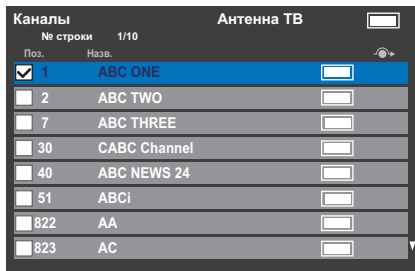 Каналы Антенна ТВ
№ строки 1/10
Поз. Назв.
1 ABC ONE
2 ABC TWO
7 ABC THREE
30 CABC Channel
40 ABC NEWS 24
51 ABCi
822 AA
823 AC